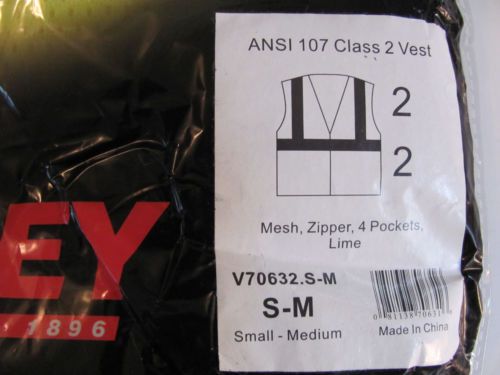 ANSI 107 Class 2 Vest
2
2
Mesh, Zipper, 4 Pockets,
Lime
V70632.S-M
S-M
Small - Medium
Made In China
EY
1896